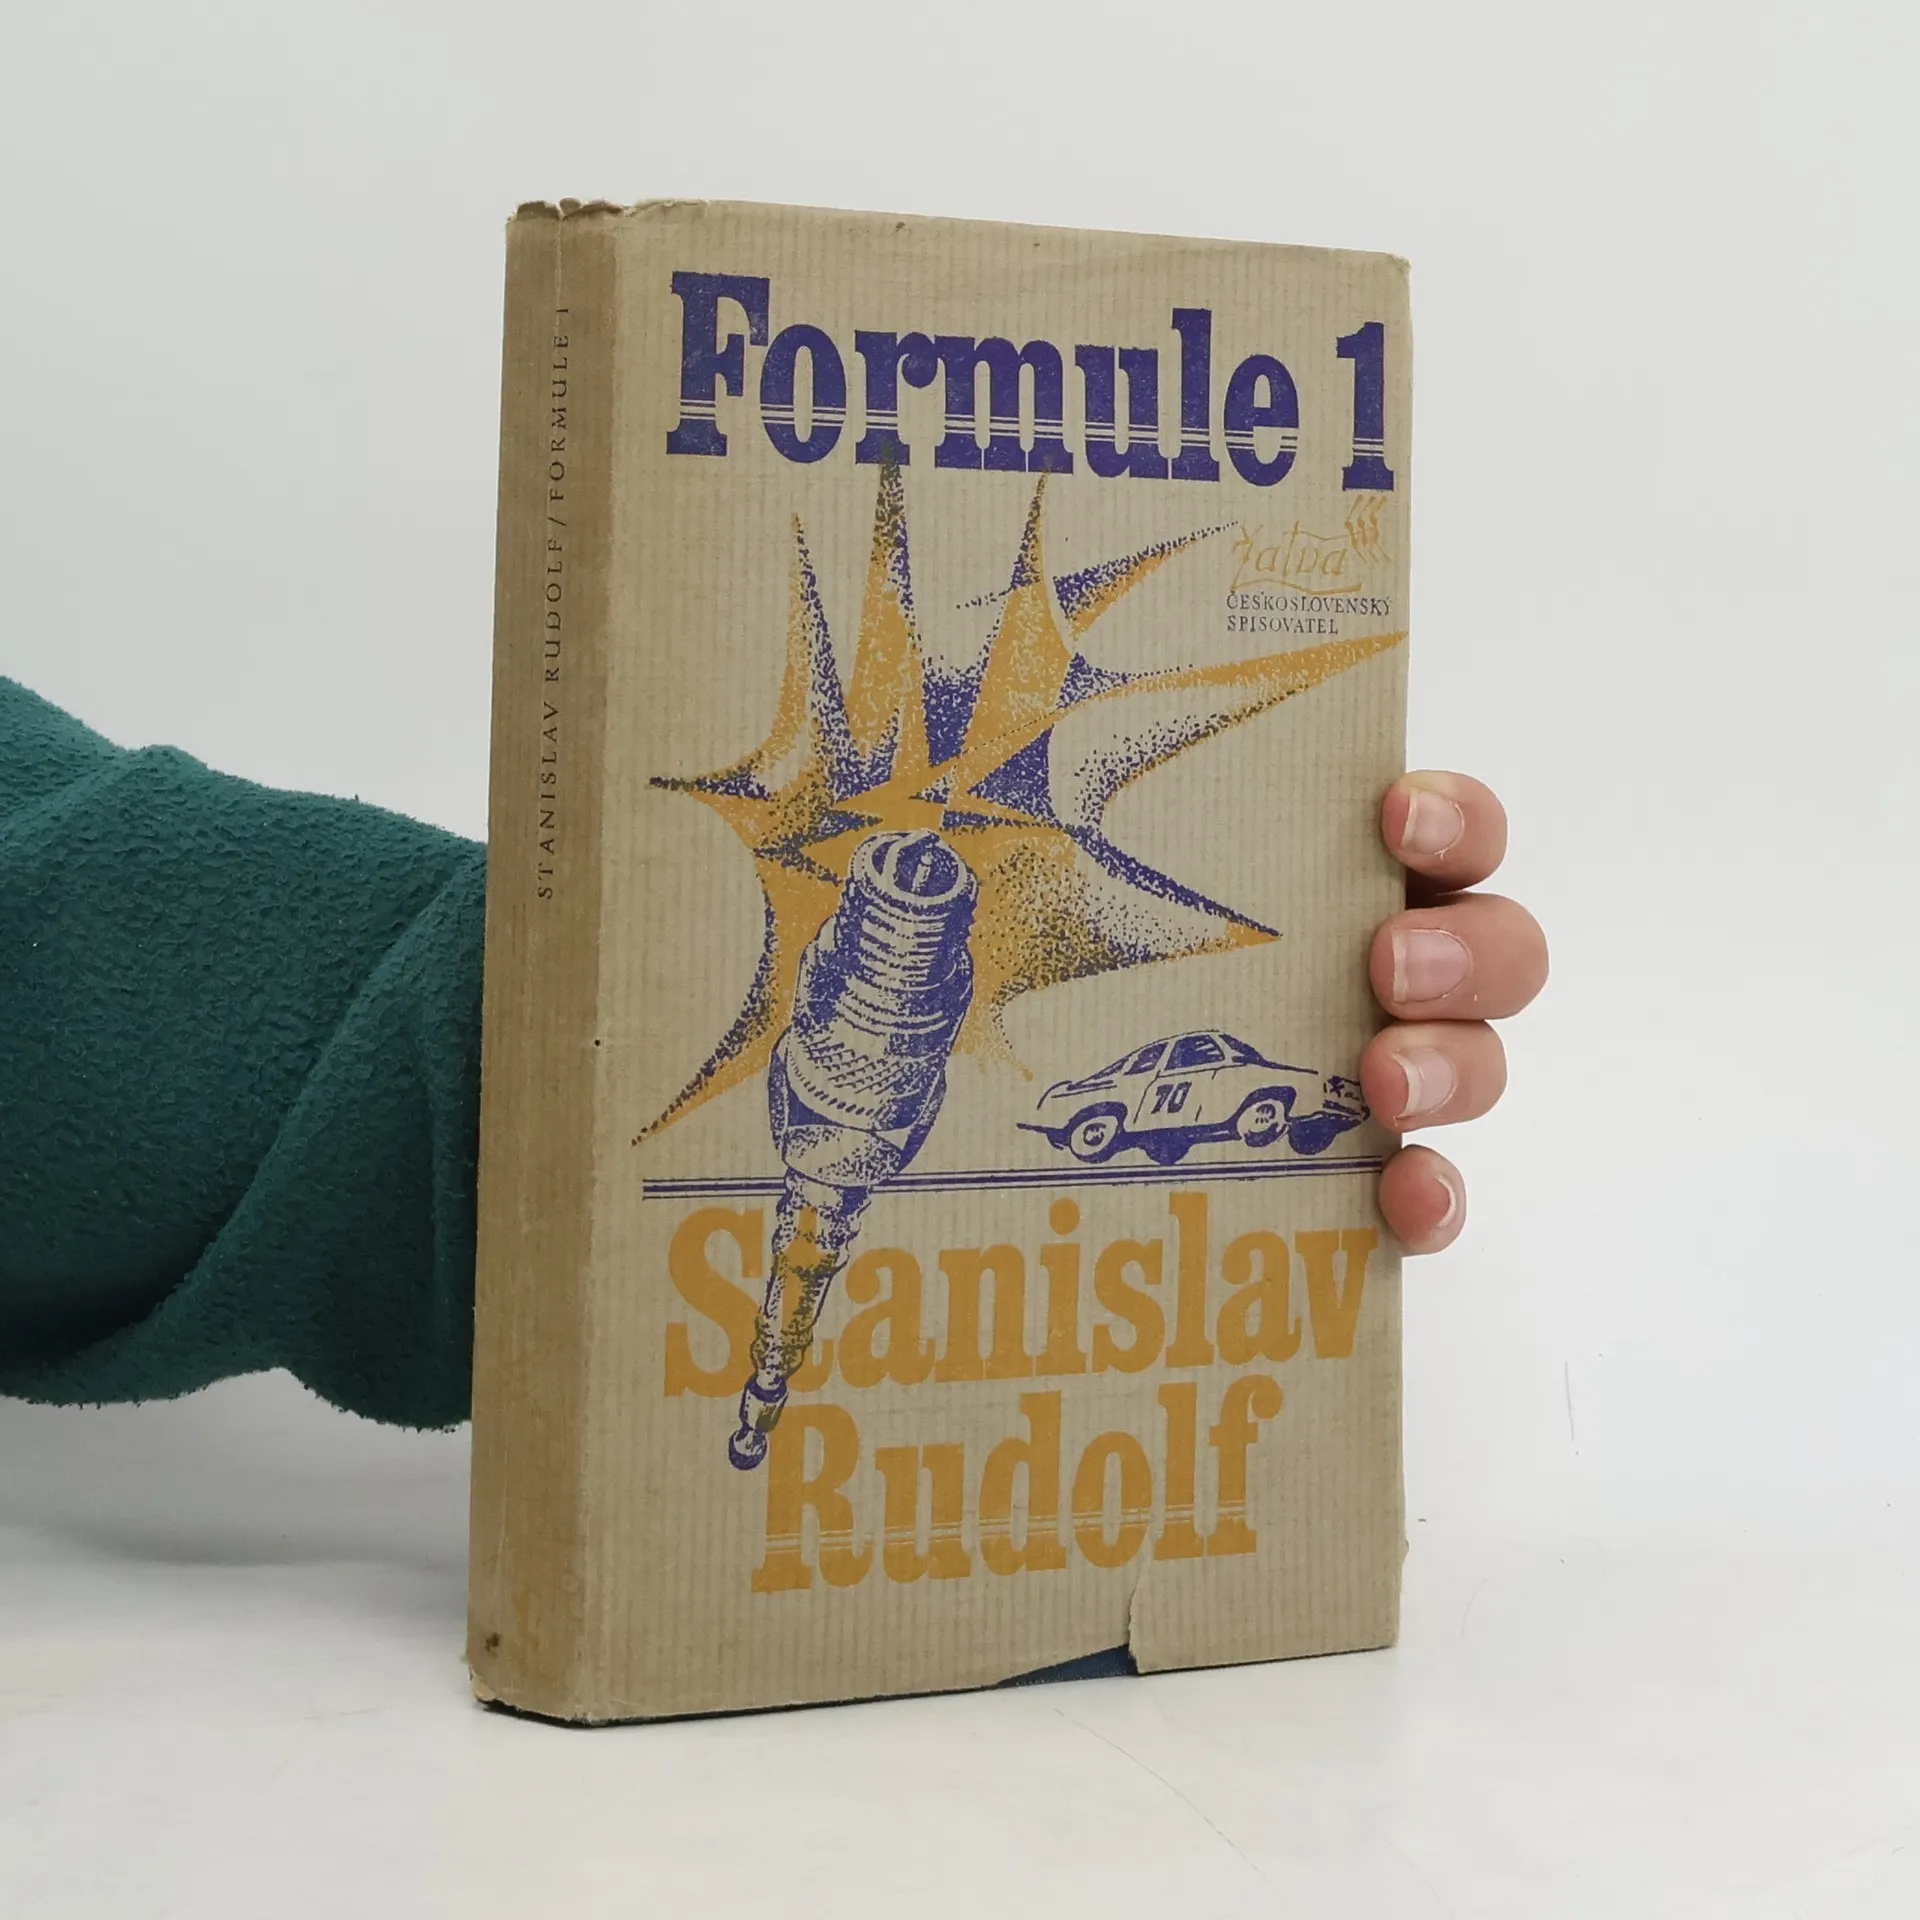 STANISLAV RUDOLF / FORMULE 1
Formule 1
Žatva
ČESKOSLOVENSKÝ
SPISOVATEL
70
Stanislav
Rudolf